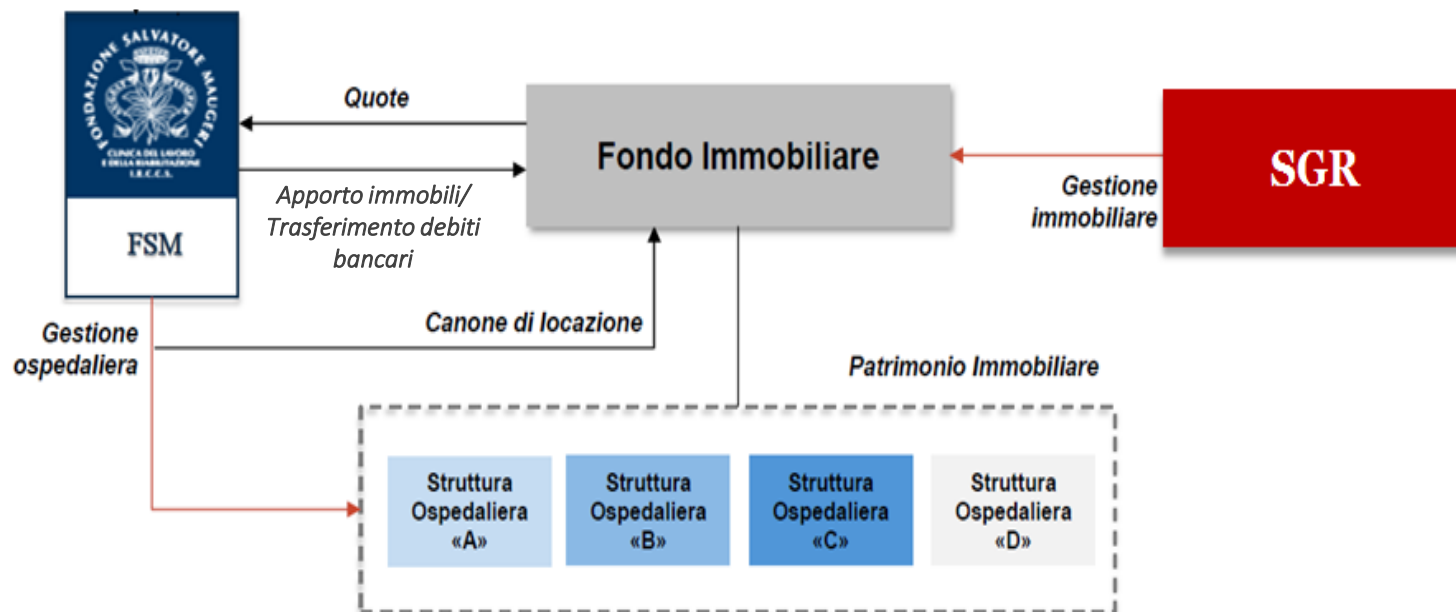 FONDAZIONE SALVATORE MAUGERI
CLINICA DEL LAVORO
E DELLA RIABILITAZIONE
I.R.C.C.S.
FSM
Quote
Apporto immobili/
Trasferimento debiti
bancari
Fondo Immobiliare
Gestione
immobiliare
SGR
Gestione
ospedaliera
Canone di locazione
Patrimonio Immobiliare
Struttura
Ospedaliera
«A»
Struttura
Ospedaliera
«B»
Struttura
Ospedaliera
«C»
Struttura
Ospedaliera
«D»